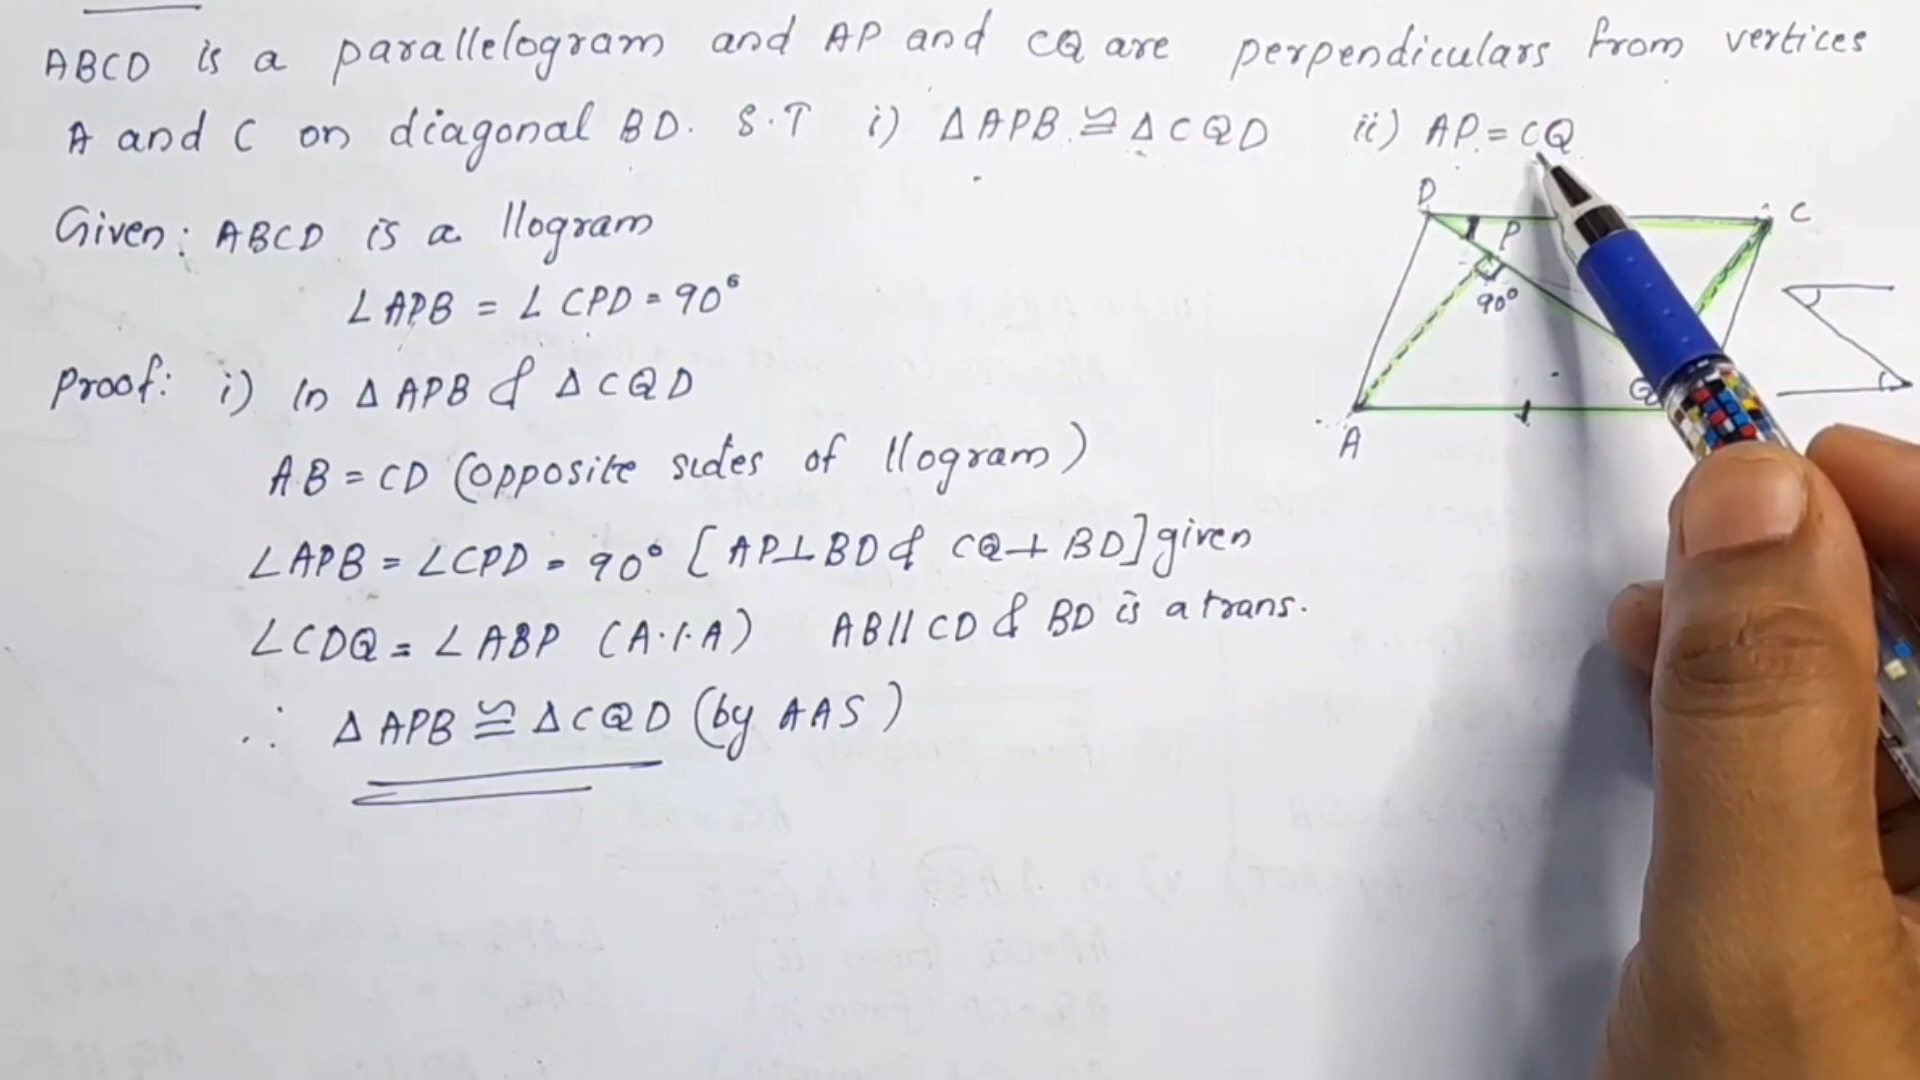 ABCD is a parallelogram and AP and CQ are perpendiculars from vertices
A and C on diagonal BD. S.T i) ΔAPB ≅ ΔCQD ii) AP = CQ
Given: ABCD is a llogram
∠APB = ∠CPD = 90°
Proof: i) In ΔAPB & ΔCQD
AB = CD (opposite sides of llogram)
∠APB = ∠CPD = 90° [AP⊥BD & CQ⊥BD] given
∠CDQ = ∠ABP (A.I.A) AB ll CD & BD is a trans.
∴ ΔAPB ≅ ΔCQD (by AAS)
D
C
P
90°
Q
A